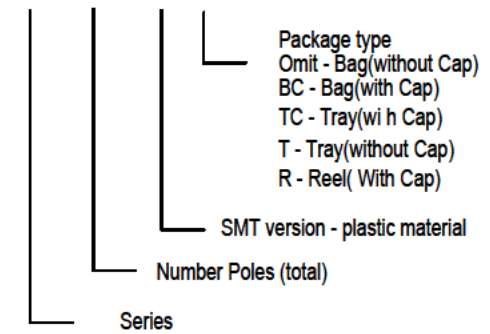 Package type
Omit - Bag(without Cap)
BC - Bag(with Cap)
TC - Tray(wi h Cap)
T - Tray(without Cap)
R - Reel( With Cap)
SMT version - plastic material
Number Poles (total)
Series